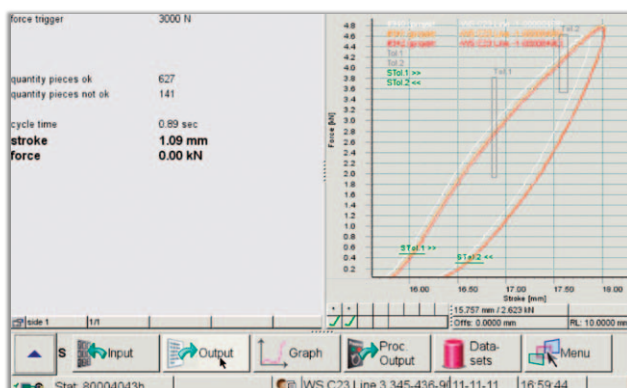 force trigger 3000 N
quantity pieces ok 627
quantity pieces not ok 141
cycle time 0.89 sec
stroke 1.09 mm
force 0.00 kN
4.8
4.6
4.4
4.2
4.0
3.8
3.6
3.4
3.2
3.0
2.8
2.6
2.4
2.2
2.0
1.8
1.6
1.4
1.2
1.0
0.8
0.6
0.4
0.2
Force [kN]
Tol.1
Tol.2
STol.1 >>
STol.2 <<
Tol.2
Tol.1
STol.1 >>
STol.2 <<
16.00 16.50 17.00 17.50 18.00
Stroke [mm]
15.757 mm / 2.623 kN
Offs: 0.0000 mm RL: 10.0000 m
side 1 1/1
S Input Output Graph Proc. Output Data-sets Menu
Stat: 80004043h WS C23 Line 3 345-436-9 11-11-11 16:59:44